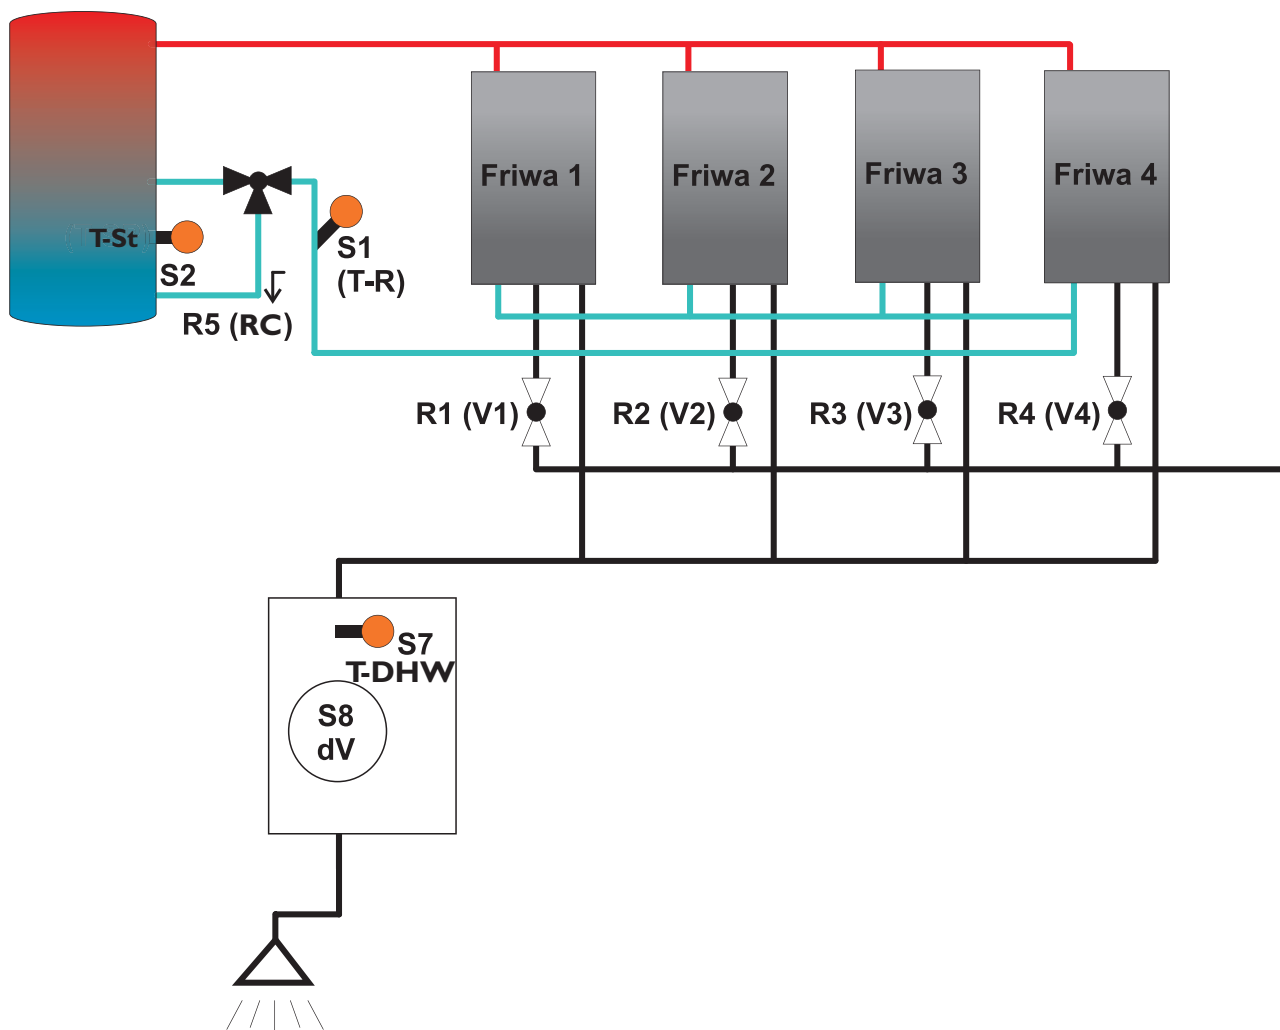 Friwa 1
Friwa 2
Friwa 3
Friwa 4
T-St
S2
S1
(T-R)
R5 (RC)
R1 (V1)
R2 (V2)
R3 (V3)
R4 (V4)
S7
T-DHW
S8
dV